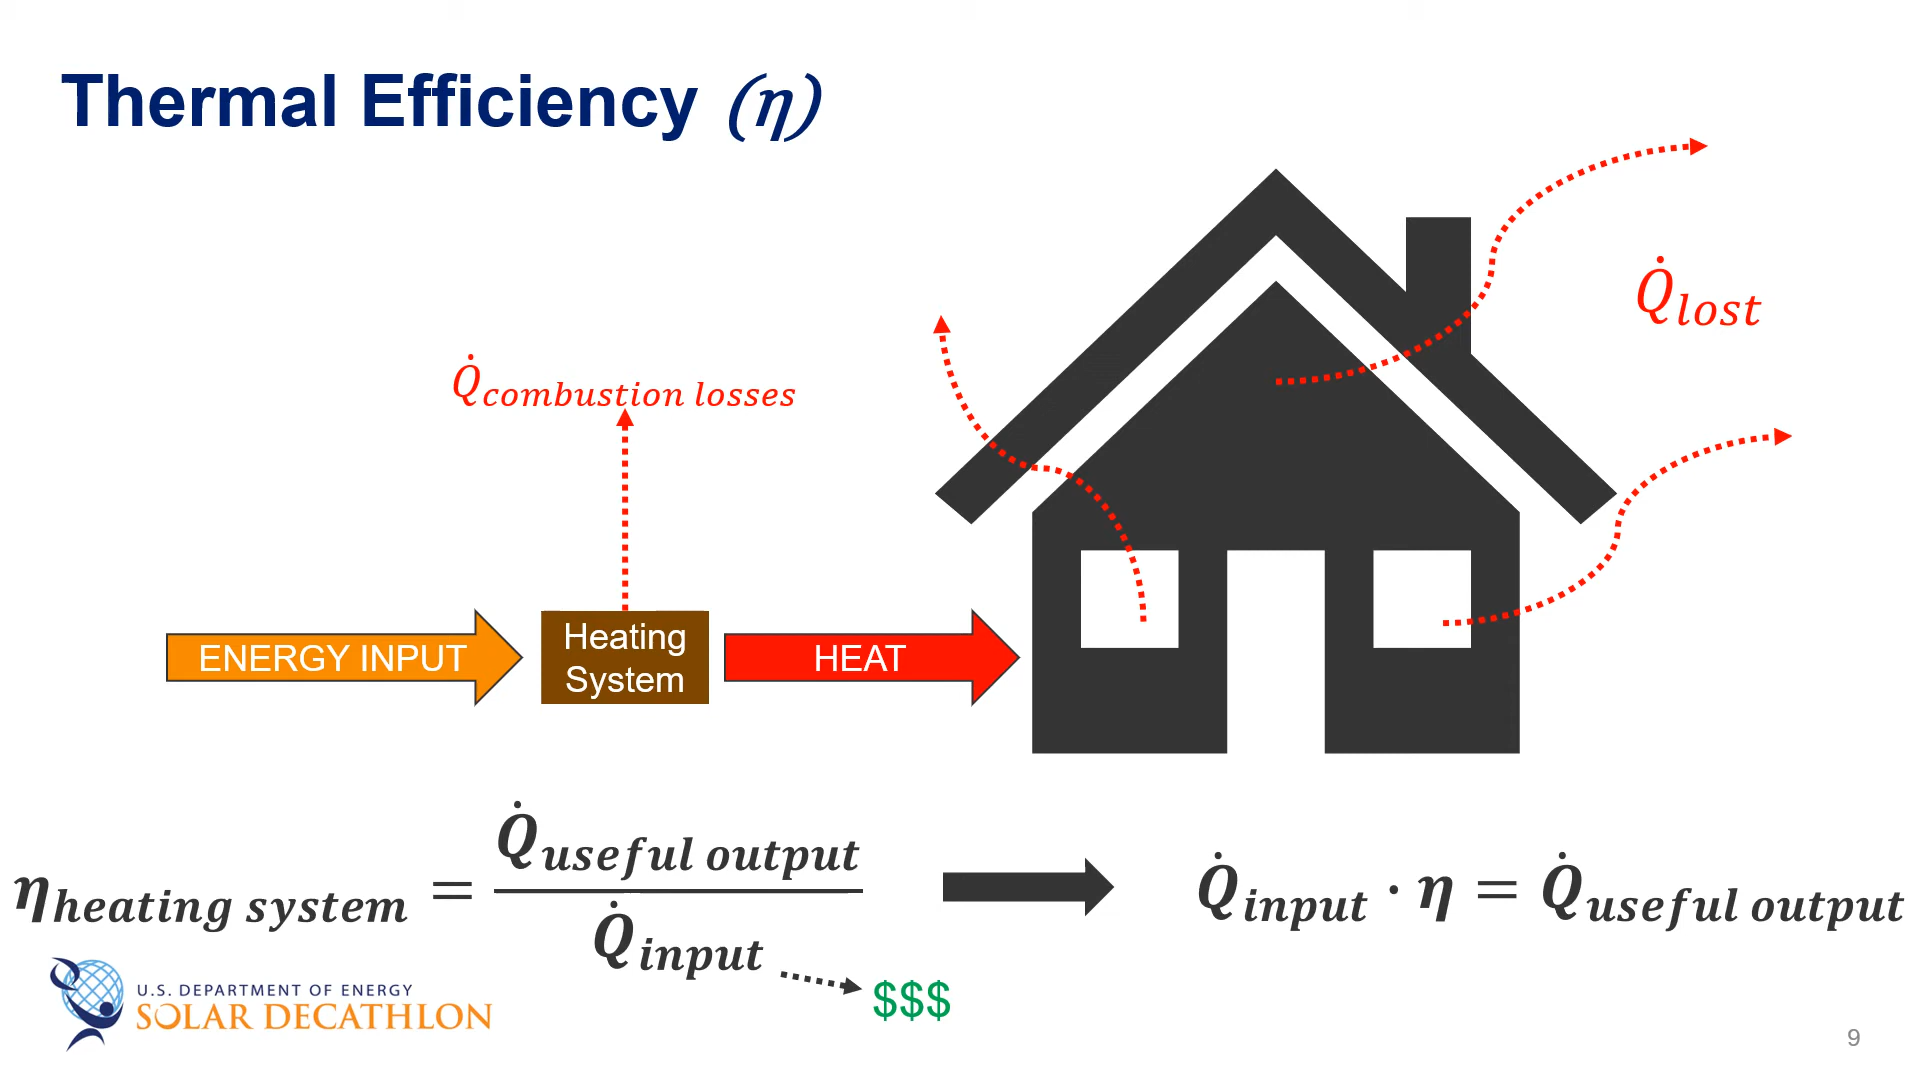 Thermal Efficiency (η)
Q̇lost
Q̇combustion losses
ENERGY INPUT
Heating
System
HEAT
ηheating system = Q̇useful output / Q̇input
Q̇input · η = Q̇useful output
$$$
U.S. DEPARTMENT OF ENERGY
SOLAR DECATHLON
9